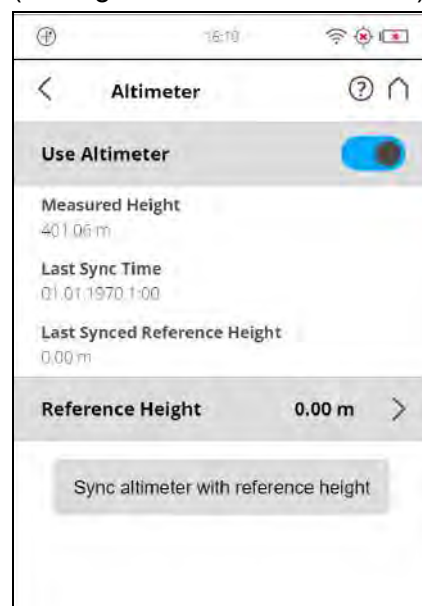 16:10
Altimeter
Use Altimeter
Measured Height
401.06 m
Last Sync Time
01.01.1970 1:00
Last Synced Reference Height
0.00 m
Reference Height 0.00 m
Sync altimeter with reference height